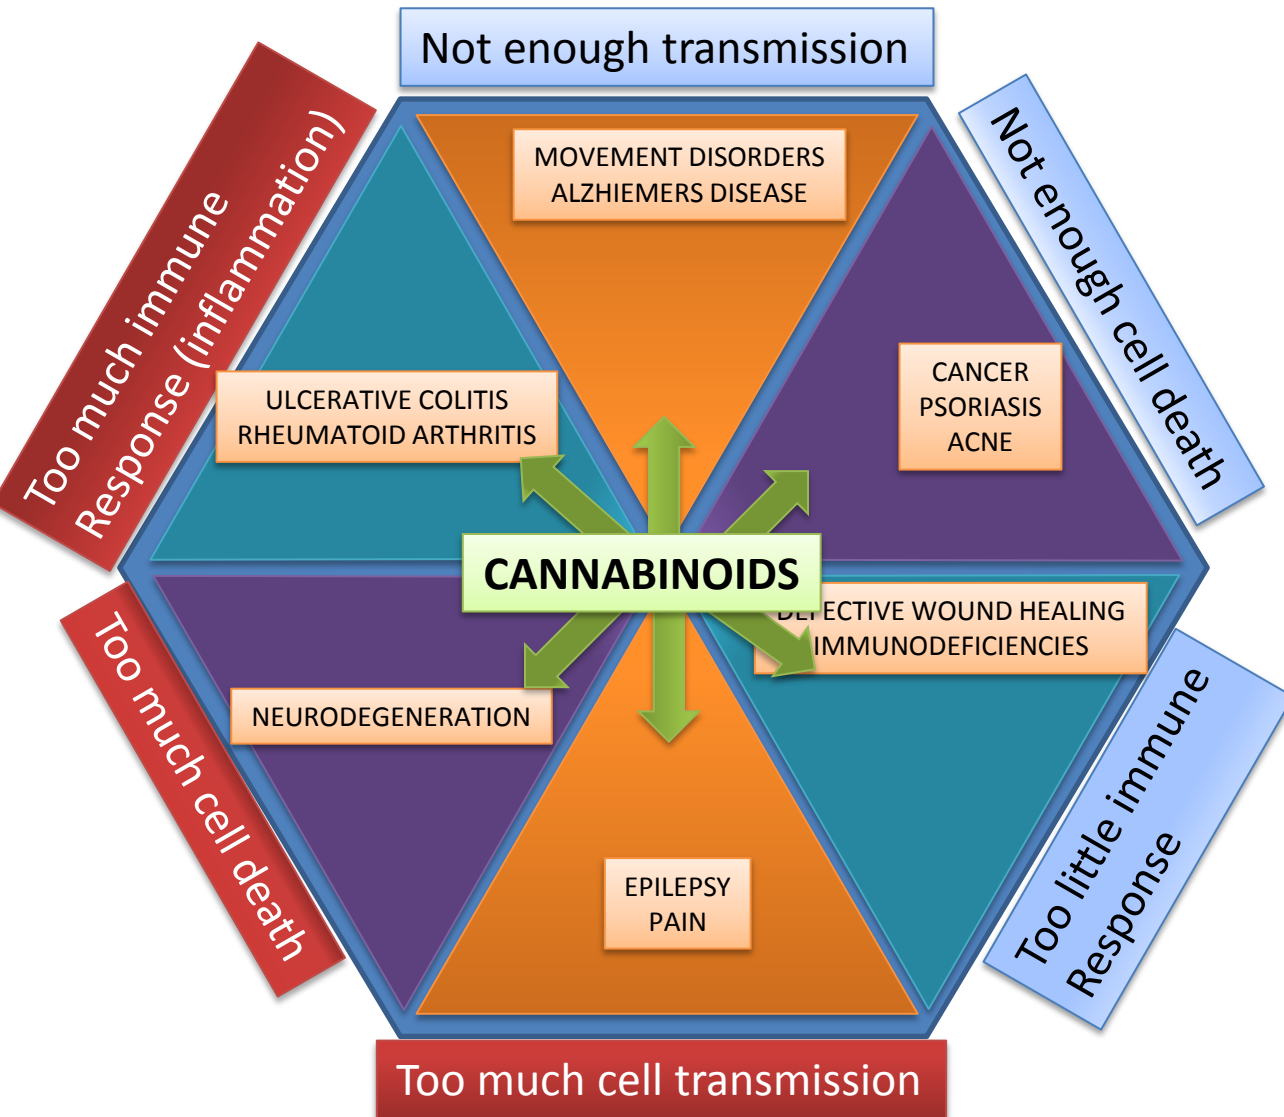 Not enough transmission
Too much immune
Response (inflammation)
Not enough cell death
MOVEMENT DISORDERS
ALZHIEMERS DISEASE
ULCERATIVE COLITIS
RHEUMATOID ARTHRITIS
CANCER
PSORIASIS
ACNE
CANNABINOIDS
DEFECTIVE WOUND HEALING
IMMUNODEFICIENCIES
NEURODEGENERATION
EPILEPSY
PAIN
Too much cell death
Too little immune
Response
Too much cell transmission